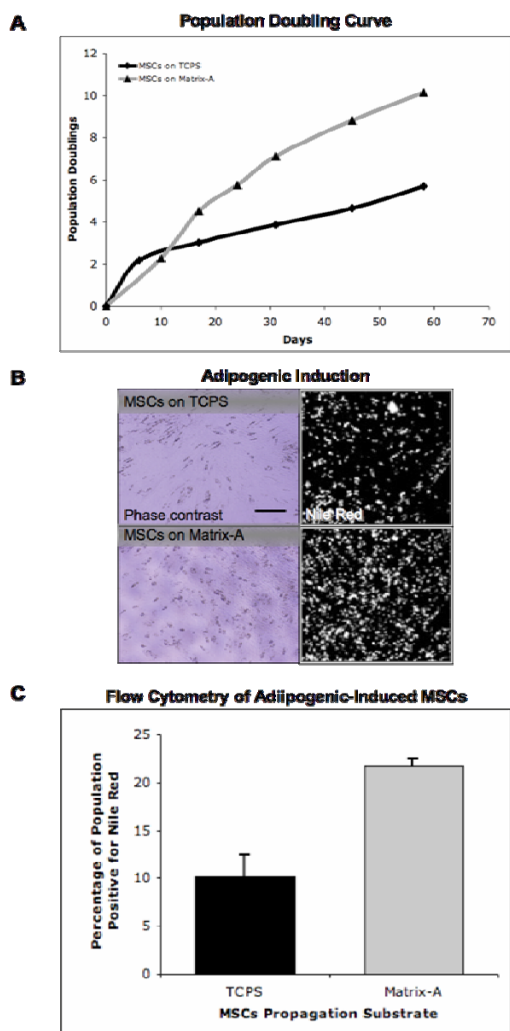 A
Population Doubling Curve
MSCs on TCPS
MSCs on Matrix-A
Population Doublings
12
10
8
6
4
2
0
0 10 20 30 40 50 60 70
Days
B
Adipogenic Induction
MSCs on TCPS
Phase contrast
Nile Red
MSCs on Matrix-A
C
Flow Cytometry of Adiipogenic-Induced MSCs
Percentage of Population
Positive for Nile Red
25
20
15
10
5
0
TCPS Matrix-A
MSCs Propagation Substrate